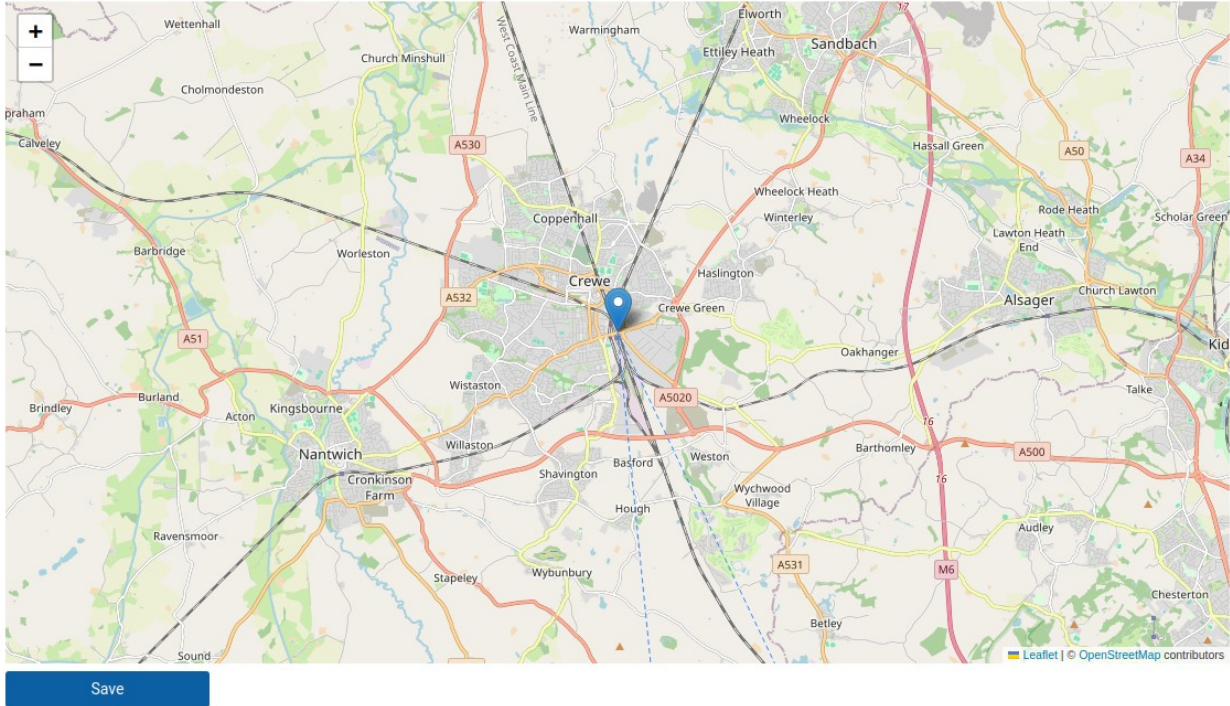 +
−
Wettenhall
Cholmondeston
praham
Calveley
Church Minshull
West Coast Main Line
Warmingham
Elworth
Ettiley Heath
Sandbach
17
Wheelock
Hassall Green
A530
A50
A34
Coppenhall
Wheelock Heath
Winterley
Rode Heath
Scholar Green
Lawton Heath
End
Barbridge
Worleston
Haslington
Crewe
A532
Crewe Green
Church Lawton
Alsager
Kid
A51
Oakhanger
Wistaston
Talke
Burland
Brindley
Acton
Kingsbourne
A5020
16
Willaston
Nantwich
Basford
Weston
Barthomley
A500
Shavington
Cronkinson
Farm
16
Wychwood
Village
Hough
Audley
Ravensmoor
Wybunbury
Stapeley
A531
M6
Chesterton
Betley
Sound
Leaflet | © OpenStreetMap contributors
Save